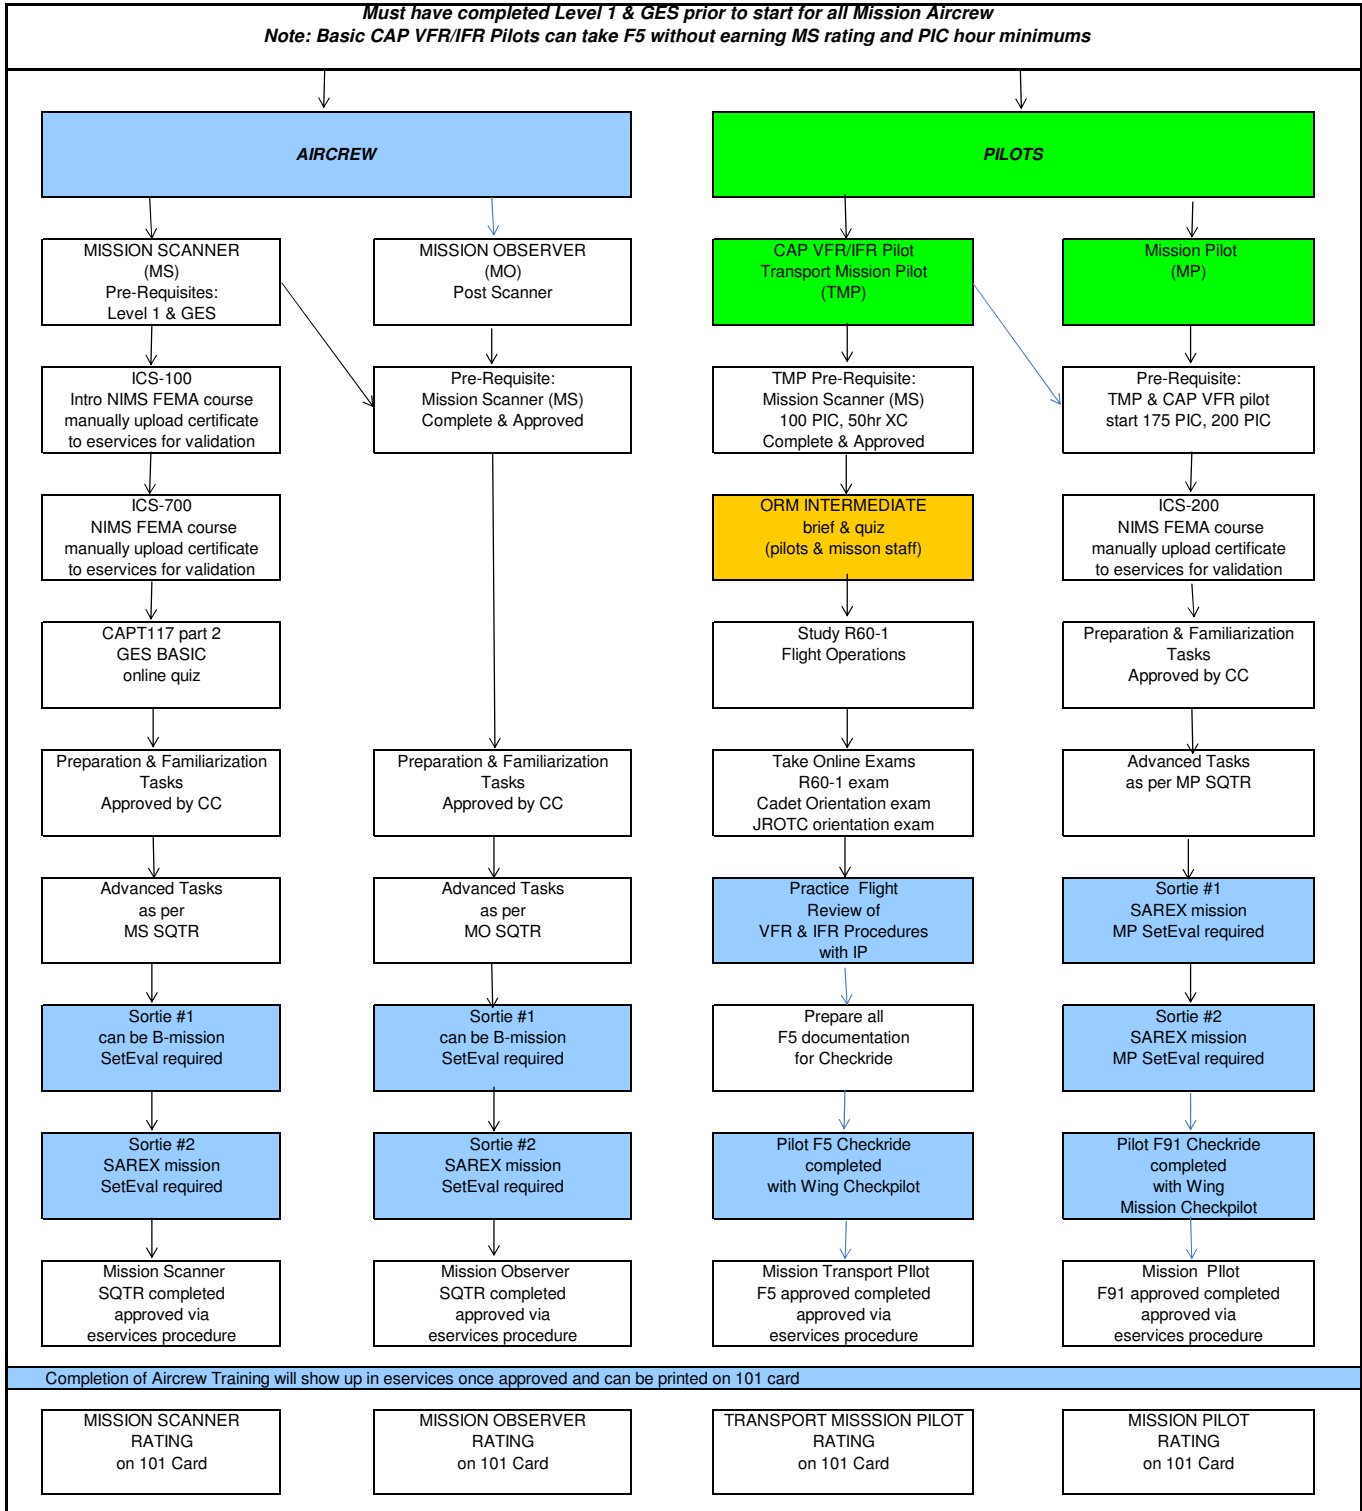 Must have completed Level 1 & GES prior to start for all Mission Aircrew
Note: Basic CAP VFR/IFR Pilots can take F5 without earning MS rating and PIC hour minimums
AIRCREW
PILOTS
MISSION SCANNER
(MS)
Pre-Requisites:
Level 1 & GES
MISSION OBSERVER
(MO)
Post Scanner
CAP VFR/IFR Pilot
Transport Mission Pilot
(TMP)
Mission Pilot
(MP)
ICS-100
Intro NIMS FEMA course
manually upload certificate
to eservices for validation
Pre-Requisite:
Mission Scanner (MS)
Complete & Approved
TMP Pre-Requisite:
Mission Scanner (MS)
100 PIC, 50hr XC
Complete & Approved
Pre-Requisite:
TMP & CAP VFR pilot
start 175 PIC, 200 PIC
ICS-700
NIMS FEMA course
manually upload certificate
to eservices for validation
ORM INTERMEDIATE
brief & quiz
(pilots & misson staff)
ICS-200
NIMS FEMA course
manually upload certificate
to eservices for validation
CAPT117 part 2
GES BASIC
online quiz
Study R60-1
Flight Operations
Preparation & Familiarization
Tasks
Approved by CC
Preparation & Familiarization
Tasks
Approved by CC
Preparation & Familiarization
Tasks
Approved by CC
Take Online Exams
R60-1 exam
Cadet Orientation exam
JROTC orientation exam
Advanced Tasks
as per MP SQTR
Advanced Tasks
as per
MS SQTR
Advanced Tasks
as per
MO SQTR
Practice Flight
Review of
VFR & IFR Procedures
with IP
Sortie #1
SAREX mission
MP SetEval required
Sortie #1
can be B-mission
SetEval required
Sortie #1
can be B-mission
SetEval required
Prepare all
F5 documentation
for Checkride
Sortie #2
SAREX mission
MP SetEval required
Sortie #2
SAREX mission
SetEval required
Sortie #2
SAREX mission
SetEval required
Pilot F5 Checkride
completed
with Wing Checkpilot
Pilot F91 Checkride
completed
with Wing
Mission Checkpilot
Mission Scanner
SQTR completed
approved via
eservices procedure
Mission Observer
SQTR completed
approved via
eservices procedure
Mission Transport PIlot
F5 approved completed
approved via
eservices procedure
Mission PIlot
F91 approved completed
approved via
eservices procedure
Completion of Aircrew Training will show up in eservices once approved and can be printed on 101 card
MISSION SCANNER
RATING
on 101 Card
MISSION OBSERVER
RATING
on 101 Card
TRANSPORT MISSSION PILOT
RATING
on 101 Card
MISSION PILOT
RATING
on 101 Card